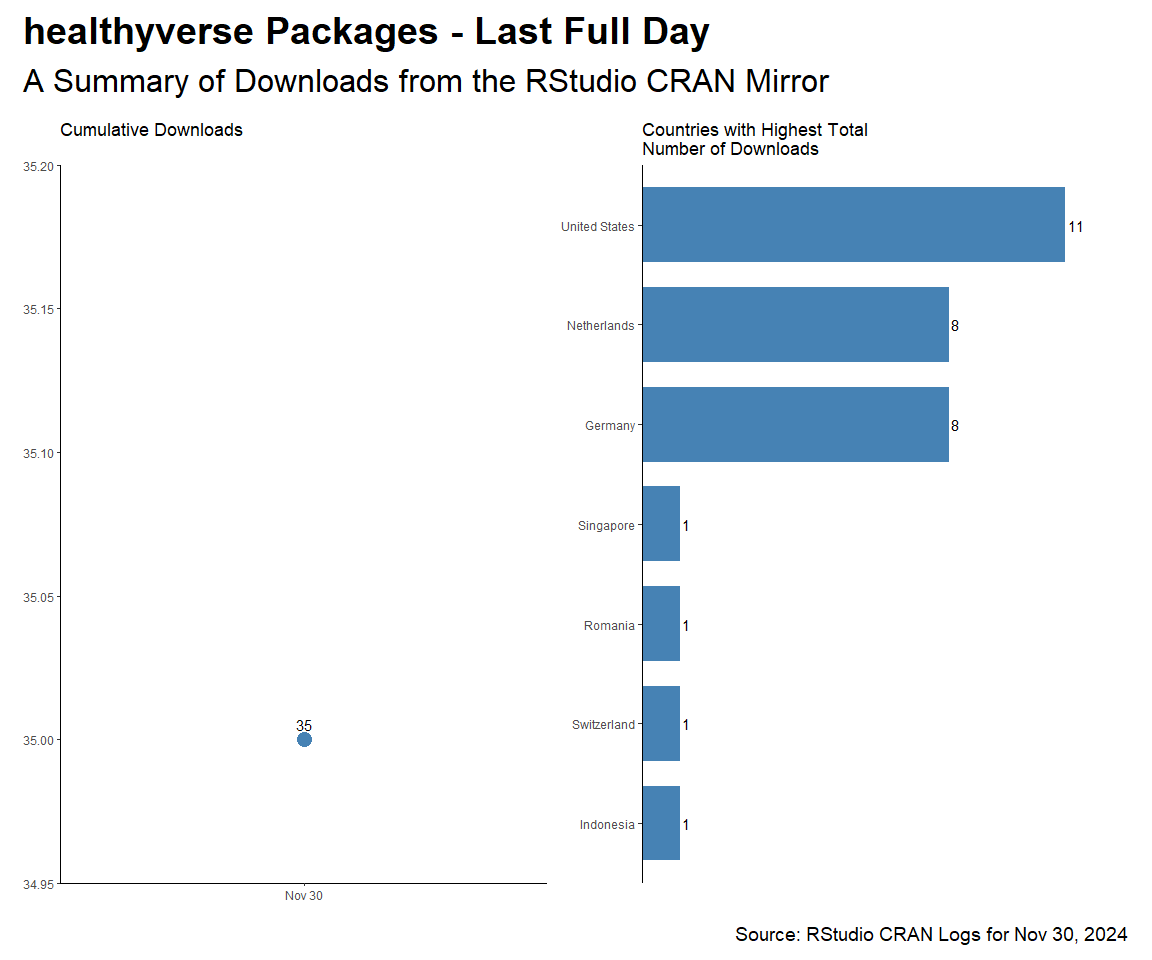 healthyverse Packages - Last Full Day
A Summary of Downloads from the RStudio CRAN Mirror
Cumulative Downloads
35.20
35.15
35.10
35.05
35.00
34.95
35
Nov 30
Countries with Highest Total
Number of Downloads
United States 11
Netherlands 8
Germany 8
Singapore 1
Romania 1
Switzerland 1
Indonesia 1
Source: RStudio CRAN Logs for Nov 30, 2024